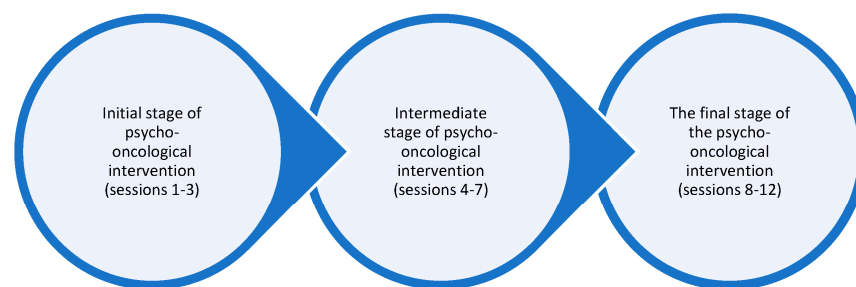 Initial stage of
psycho-
oncological
intervention
(sessions 1-3)
Intermediate
stage of psycho-
oncological
intervention
(sessions 4-7)
The final stage of
the psycho-
oncological
intervention
(sessions 8-12)